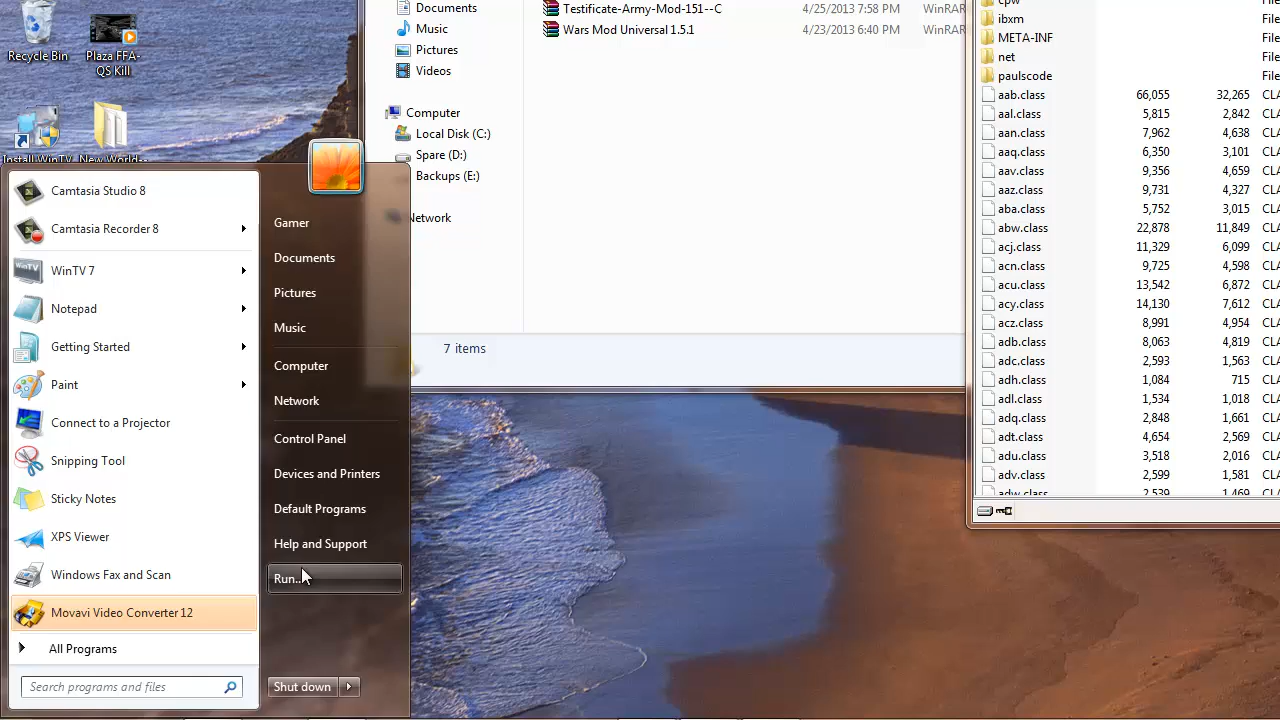 Recycle Bin
Plaza FFA-
QS Kill
Install WinTV
New World--
Camtasia Studio 8
Camtasia Recorder 8
WinTV 7
Notepad
Getting Started
Paint
Connect to a Projector
Snipping Tool
Sticky Notes
XPS Viewer
Windows Fax and Scan
Movavi Video Converter 12
All Programs
Search programs and files
Gamer
Documents
Pictures
Music
Computer
Network
Control Panel
Devices and Printers
Default Programs
Help and Support
Run...
Shut down
Documents
Music
Pictures
Videos
Computer
Local Disk (C:)
Spare (D:)
Backups (E:)
Network
Testificate-Army-Mod-151--C 4/25/2013 7:58 PM WinRAR
Wars Mod Universal 1.5.1 4/23/2013 6:40 PM WinRAR
7 items
cpw File
ibxm File
META-INF File
net File
paulscode File
aab.class 66,055 32,265 CLA
aal.class 5,815 2,842 CLA
aan.class 7,962 4,638 CLA
aaq.class 6,350 3,101 CLA
aav.class 9,356 4,659 CLA
aaz.class 9,731 4,327 CLA
aba.class 5,752 3,015 CLA
abw.class 22,878 11,849 CLA
acj.class 11,329 6,099 CLA
acn.class 9,725 4,598 CLA
acu.class 13,542 6,872 CLA
acy.class 14,130 7,612 CLA
acz.class 8,991 4,954 CLA
adb.class 8,063 4,819 CLA
adc.class 2,593 1,563 CLA
adh.class 1,084 715 CLA
adl.class 1,534 1,018 CLA
adq.class 2,848 1,661 CLA
adt.class 4,654 2,569 CLA
adu.class 3,518 2,016 CLA
adv.class 2,599 1,581 CLA
adw.class 2,539 1,469 CLA